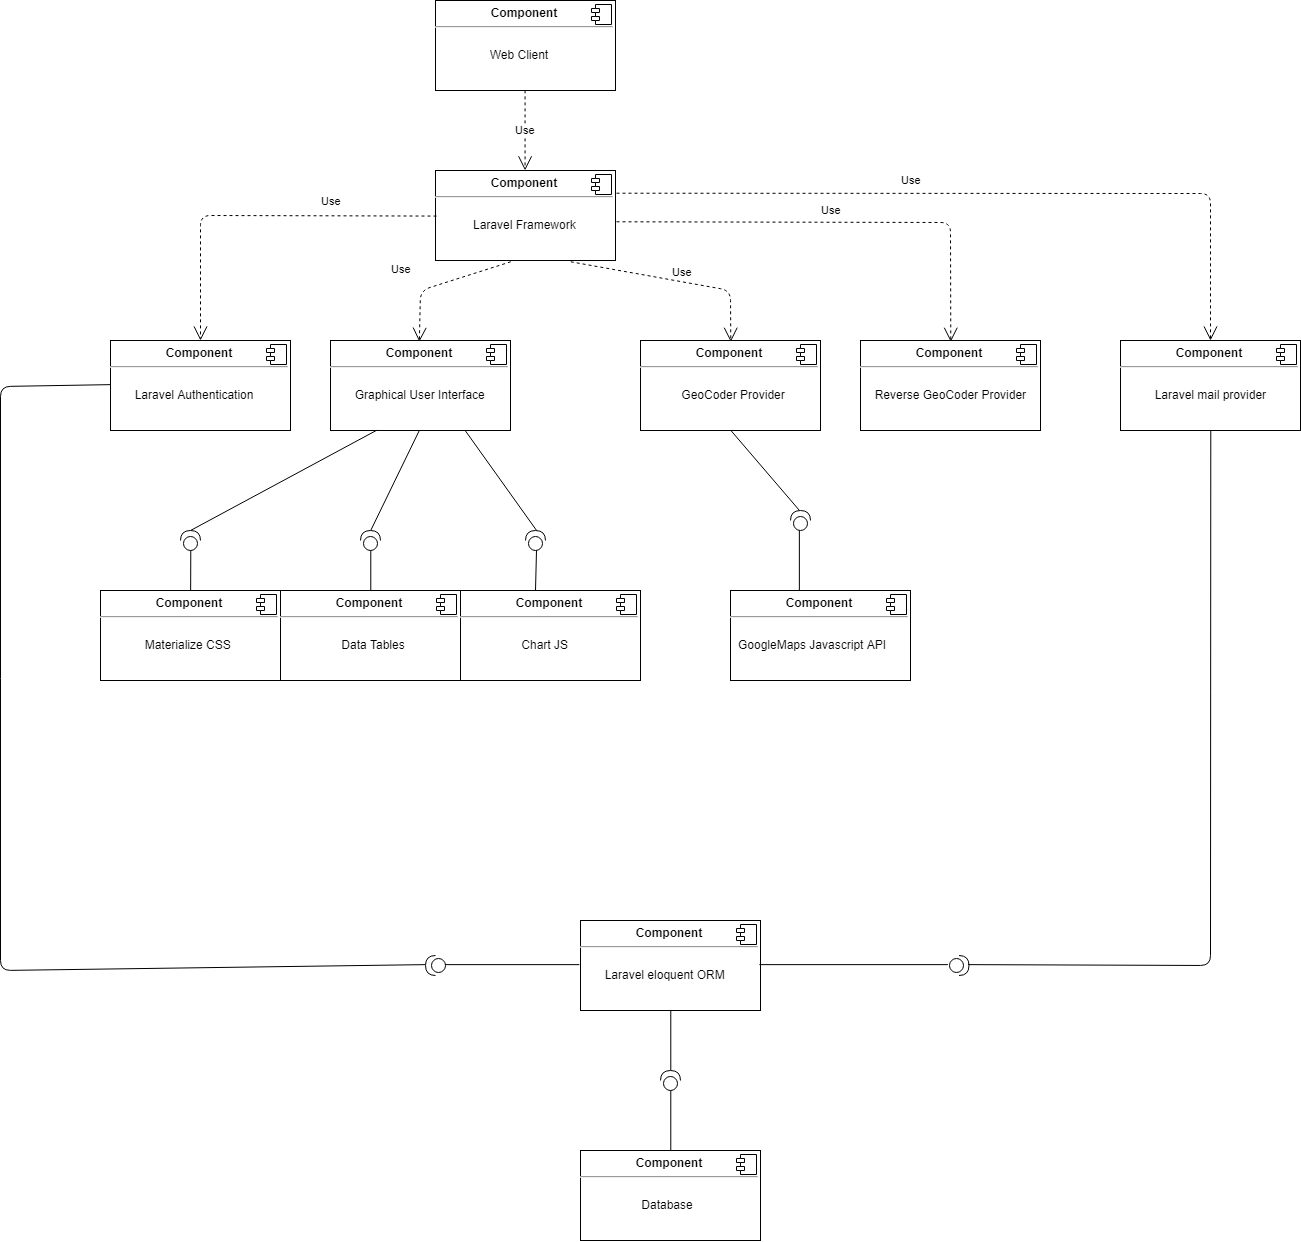 Component
Web Client
Use
Component
Laravel Framework
Use
Use
Use
Use
Use
Component
Laravel Authentication
Component
Graphical User Interface
Component
GeoCoder Provider
Component
Reverse GeoCoder Provider
Component
Laravel mail provider
Component
Materialize CSS
Component
Data Tables
Component
Chart JS
Component
GoogleMaps Javascript API
Component
Laravel eloquent ORM
Component
Database